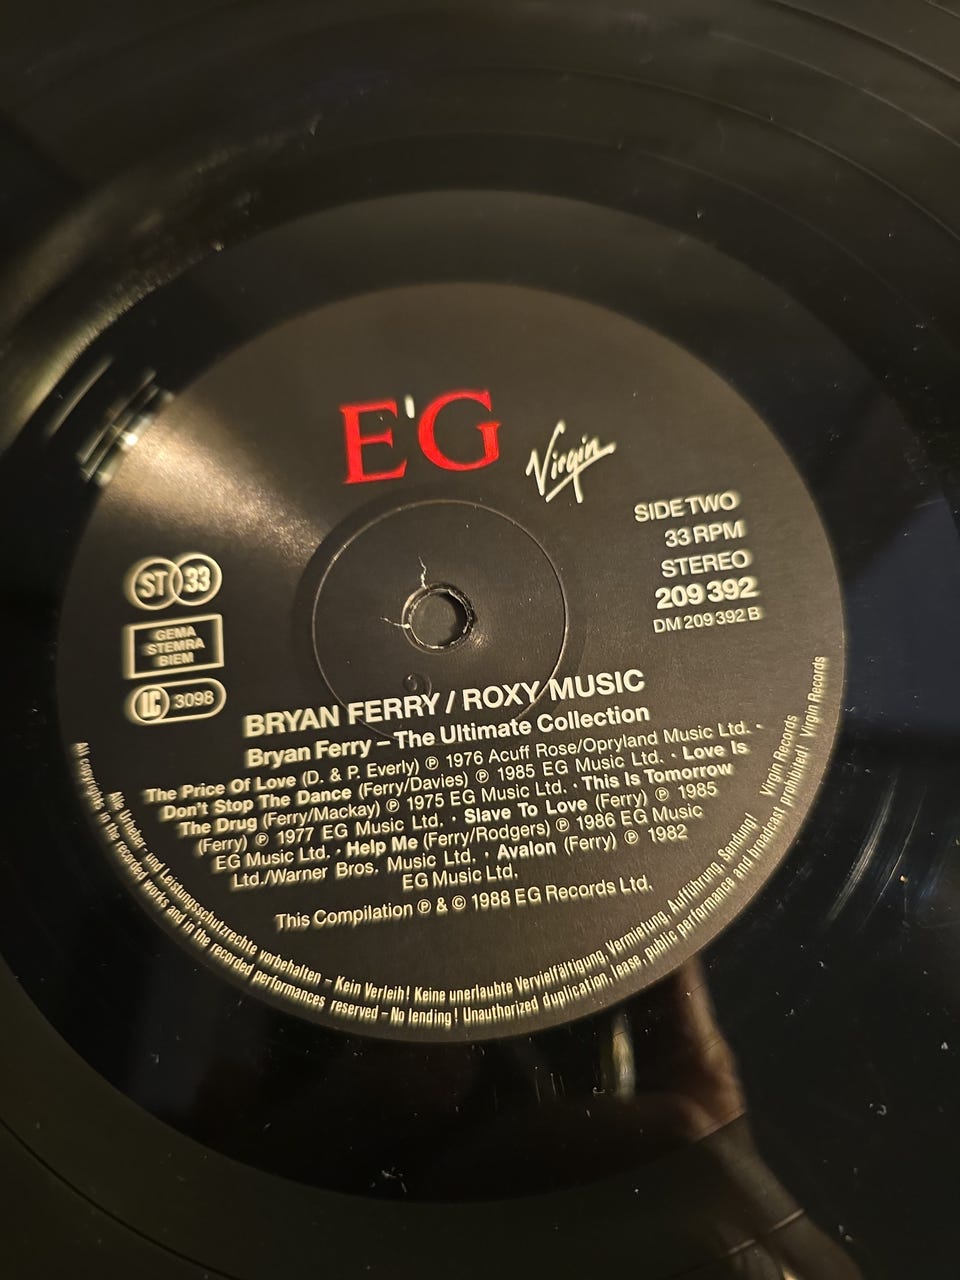 E'G
Virgin
SIDE TWO
33 RPM
STEREO
209 392
DM 209 392 B
ST 33
GEMA
STEMRA
BIEM
LC 3098
BRYAN FERRY / ROXY MUSIC
Bryan Ferry – The Ultimate Collection
The Price Of Love (D. & P. Everly) ℗ 1976 Acuff Rose/Opryland Music Ltd. ·
Don't Stop The Dance (Ferry/Davies) ℗ 1985 EG Music Ltd. · Love Is
The Drug (Ferry/Mackay) ℗ 1975 EG Music Ltd. · This Is Tomorrow
(Ferry) ℗ 1977 EG Music Ltd. · Slave To Love (Ferry) ℗ 1985
EG Music Ltd. · Help Me (Ferry/Rodgers) ℗ 1986 EG Music
Ltd./Warner Bros. Music Ltd. · Avalon (Ferry) ℗ 1982
EG Music Ltd.
This Compilation ℗ & © 1988 EG Records Ltd.
Alle Urheber- und Leistungsschutzrechte vorbehalten – Kein Verleih! Keine unerlaubte Vervielfältigung, Vermietung, Aufführung, Sendung! Virgin Records
All copyrights in the recorded works and in the recorded performances reserved – No lending! Unauthorized duplication, lease, public performance and broadcast prohibited! Virgin Records